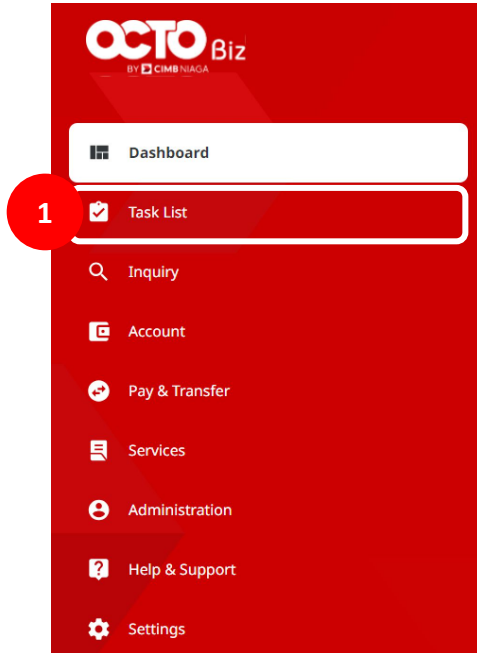 OCTO Biz
BY CIMB NIAGA
Dashboard
1
Task List
Inquiry
Account
Pay & Transfer
Services
Administration
Help & Support
Settings